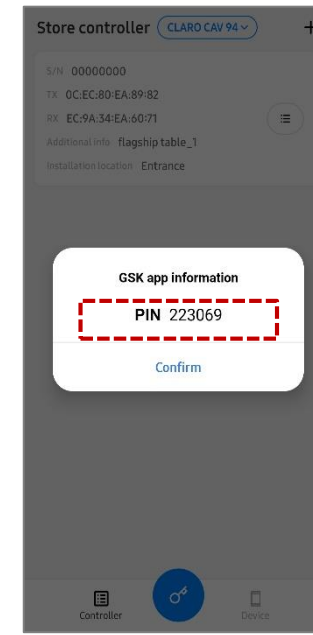 Store controller CLARO CAV 94
S/N 00000000
TX 0C:EC:80:EA:89:82
RX EC:9A:34:EA:60:71
Additional info flagship table_1
Installation location Entrance
GSK app information
PIN 223069
Confirm
Controller Device